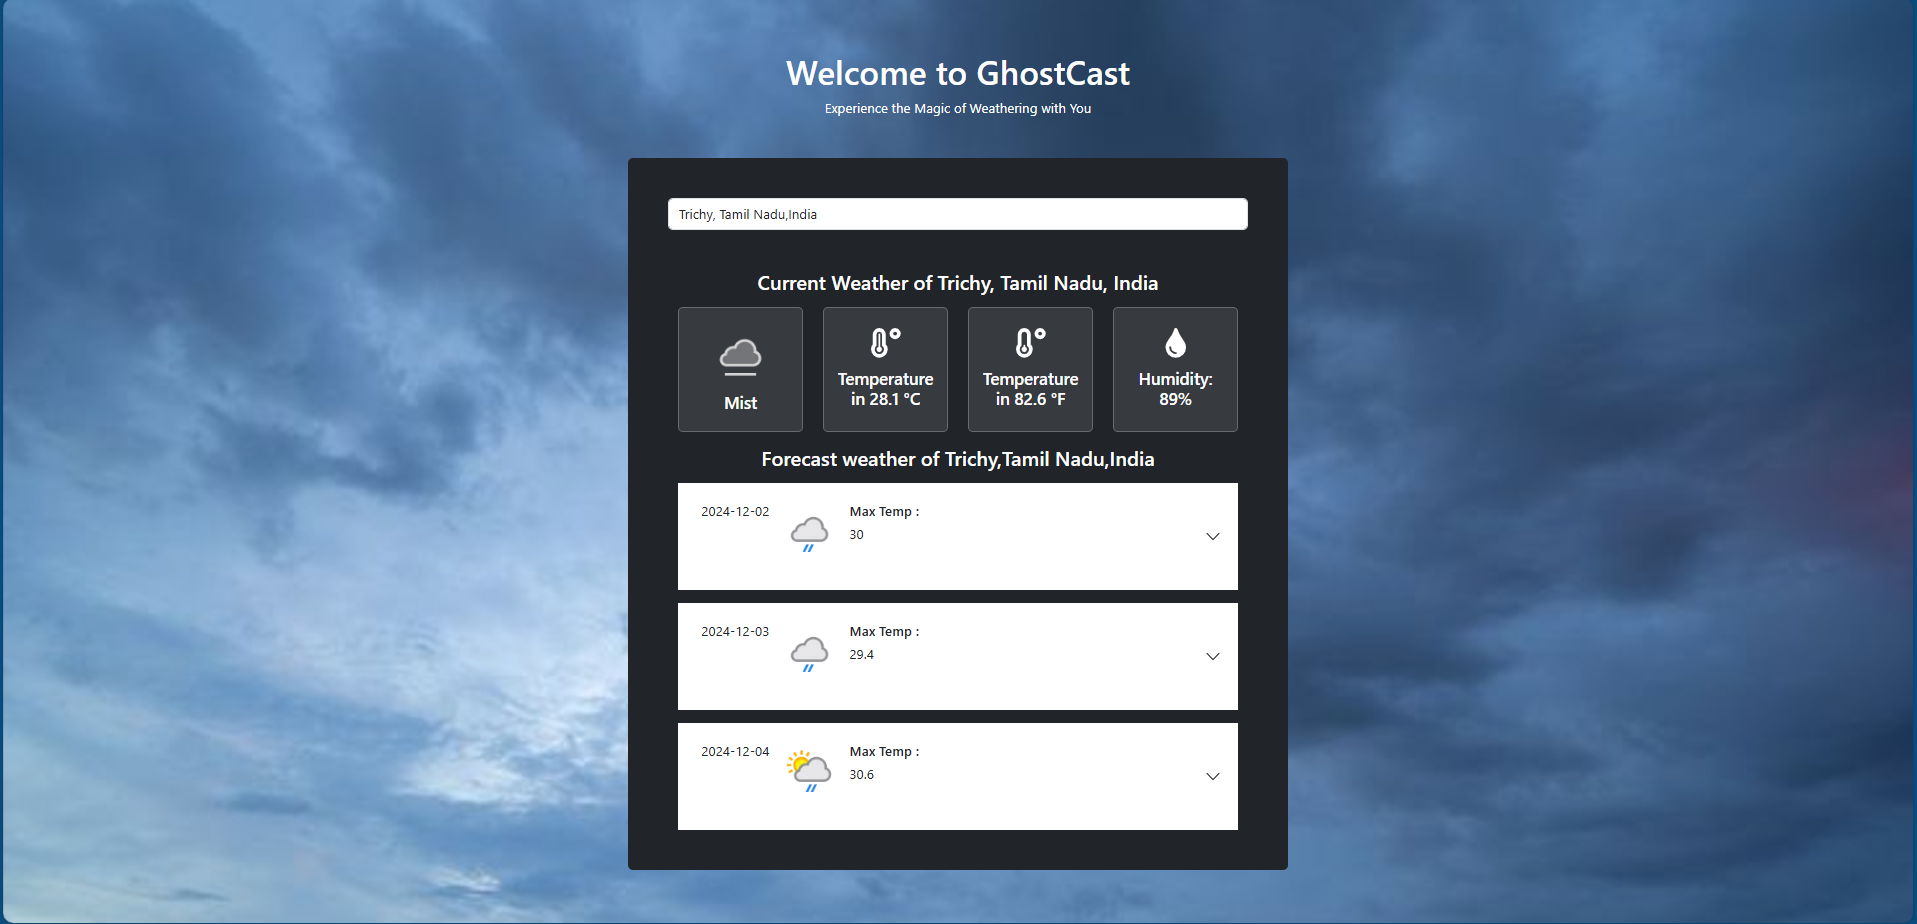 Welcome to GhostCast
Experience the Magic of Weathering with You
Trichy, Tamil Nadu,India
Current Weather of Trichy, Tamil Nadu, India
Mist
Temperature
in 28.1 °C
Temperature
in 82.6 °F
Humidity:
89%
Forecast weather of Trichy,Tamil Nadu,India
2024-12-02
Max Temp :
30
2024-12-03
Max Temp :
29.4
2024-12-04
Max Temp :
30.6